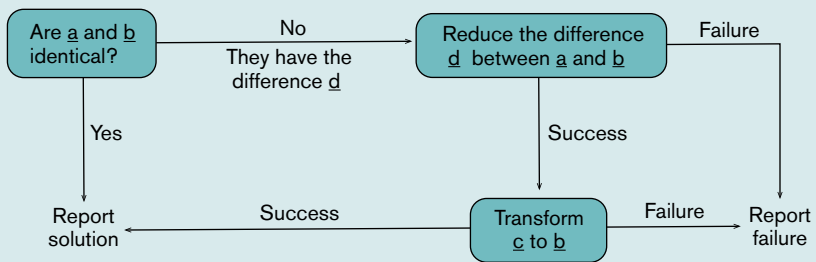 Are a and b
identical?
No
They have the
difference d
Reduce the difference
d between a and b
Failure
Yes
Success
Report
solution
Success
Transform
c to b
Failure
Report
failure